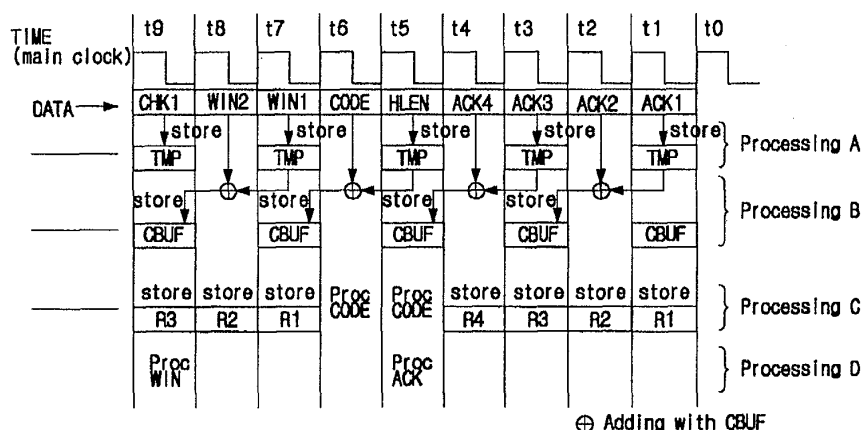 t9 t8 t7 t6 t5 t4 t3 t2 t1 t0
TIME
(main clock)
DATA CHK1 WIN2 WIN1 CODE HLEN ACK4 ACK3 ACK2 ACK1
store store store store store
TMP TMP TMP TMP TMP Processing A
store store store store
CBUF CBUF CBUF CBUF CBUF Processing B
store store store Proc CODE Proc CODE store store store store
R3 R2 R1 R4 R3 R2 R1 Processing C
Proc WIN Proc ACK Processing D
⊕ Adding with CBUF